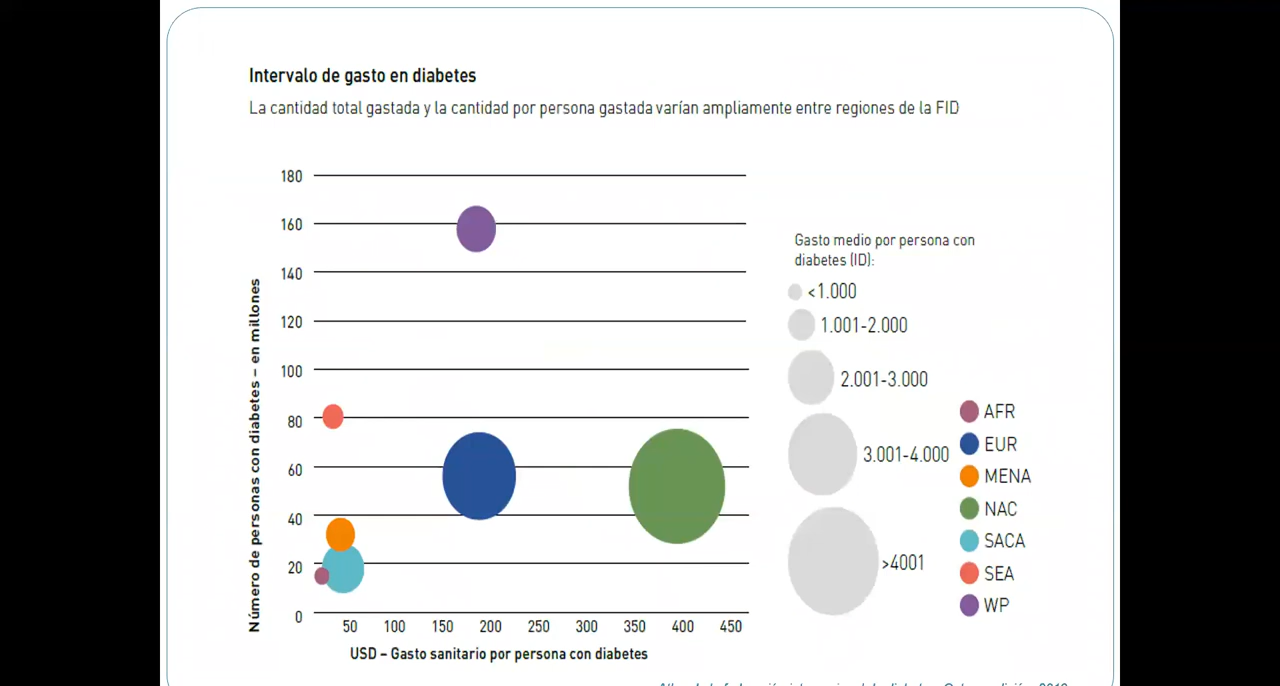 Intervalo de gasto en diabetes
La cantidad total gastada y la cantidad por persona gastada varían ampliamente entre regiones de la FID
Número de personas con diabetes – en millones
180
160
140
120
100
80
60
40
20
0
50 100 150 200 250 300 350 400 450
USD – Gasto sanitario por persona con diabetes
Gasto medio por persona con
diabetes (ID):
<1.000
1.001-2.000
2.001-3.000
3.001-4.000
>4001
AFR
EUR
MENA
NAC
SACA
SEA
WP